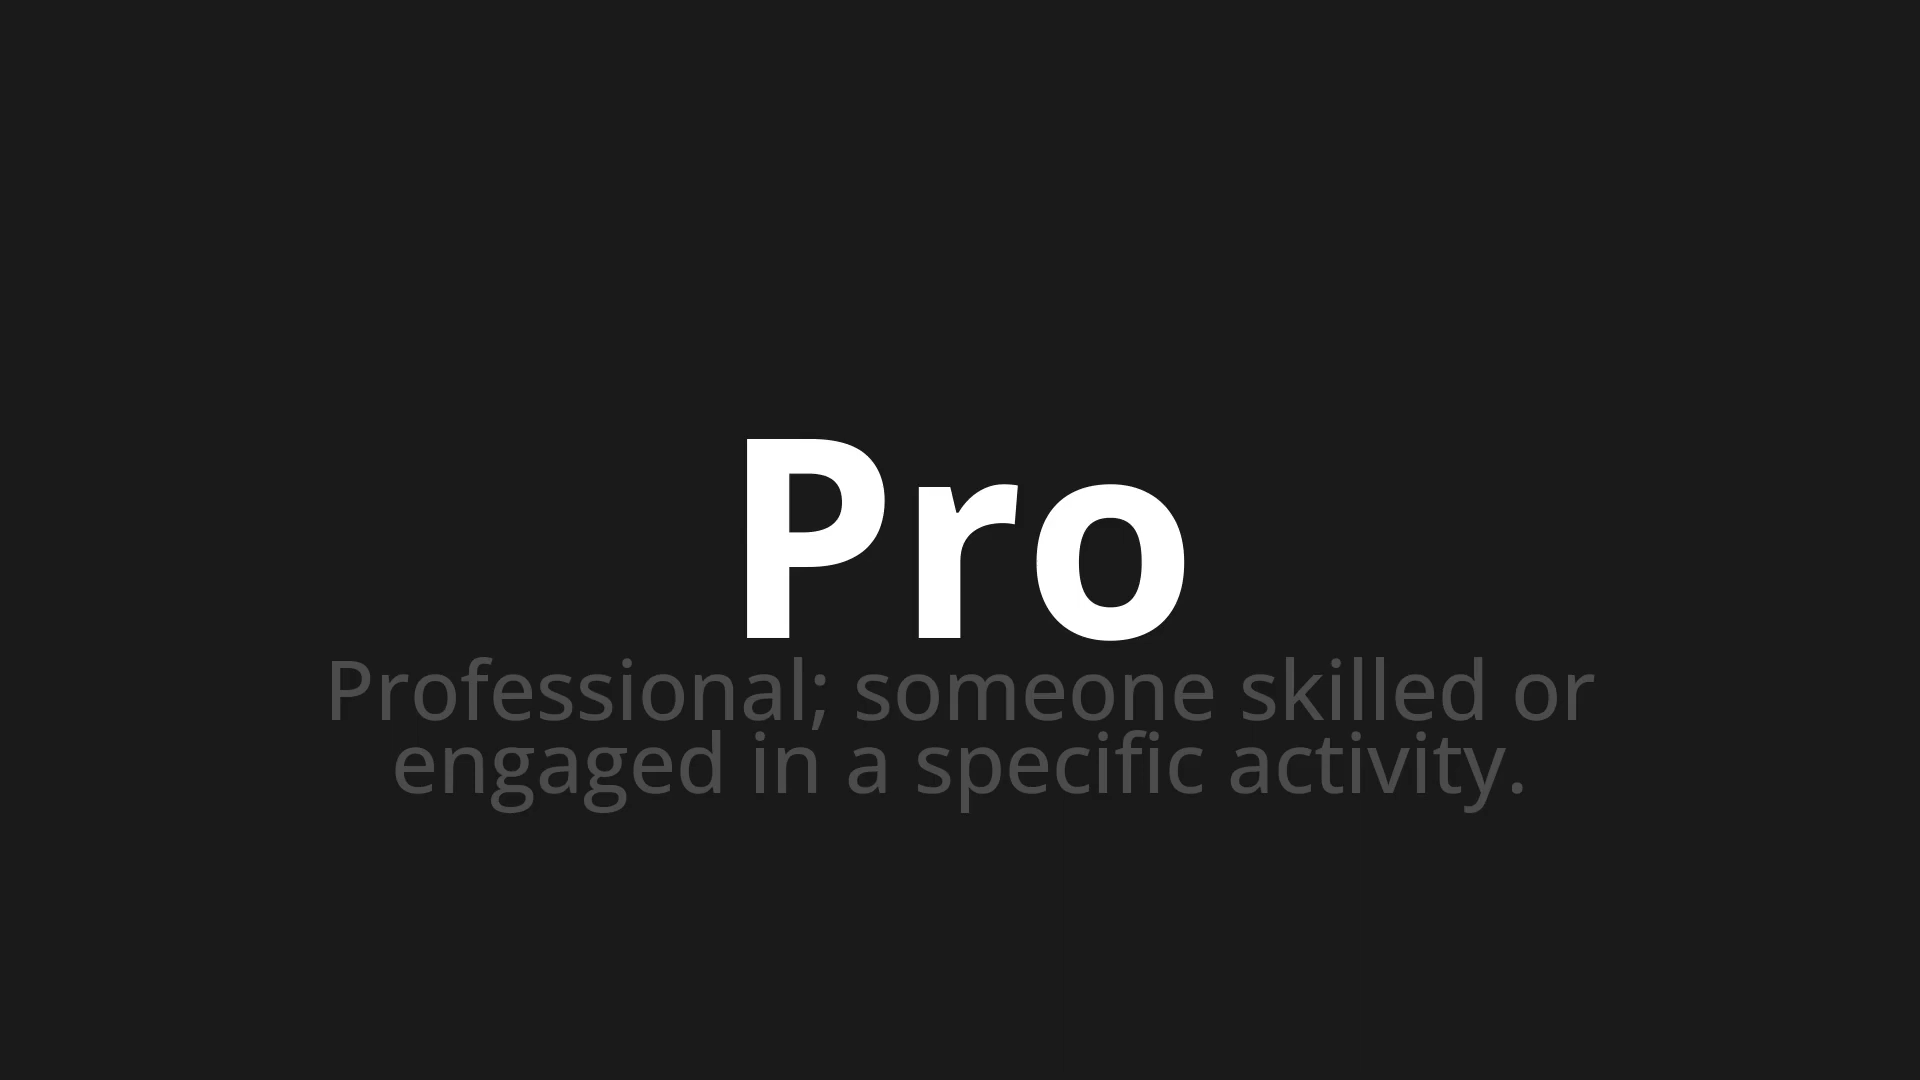 Pro
Professional; someone skilled or
engaged in a specific activity.